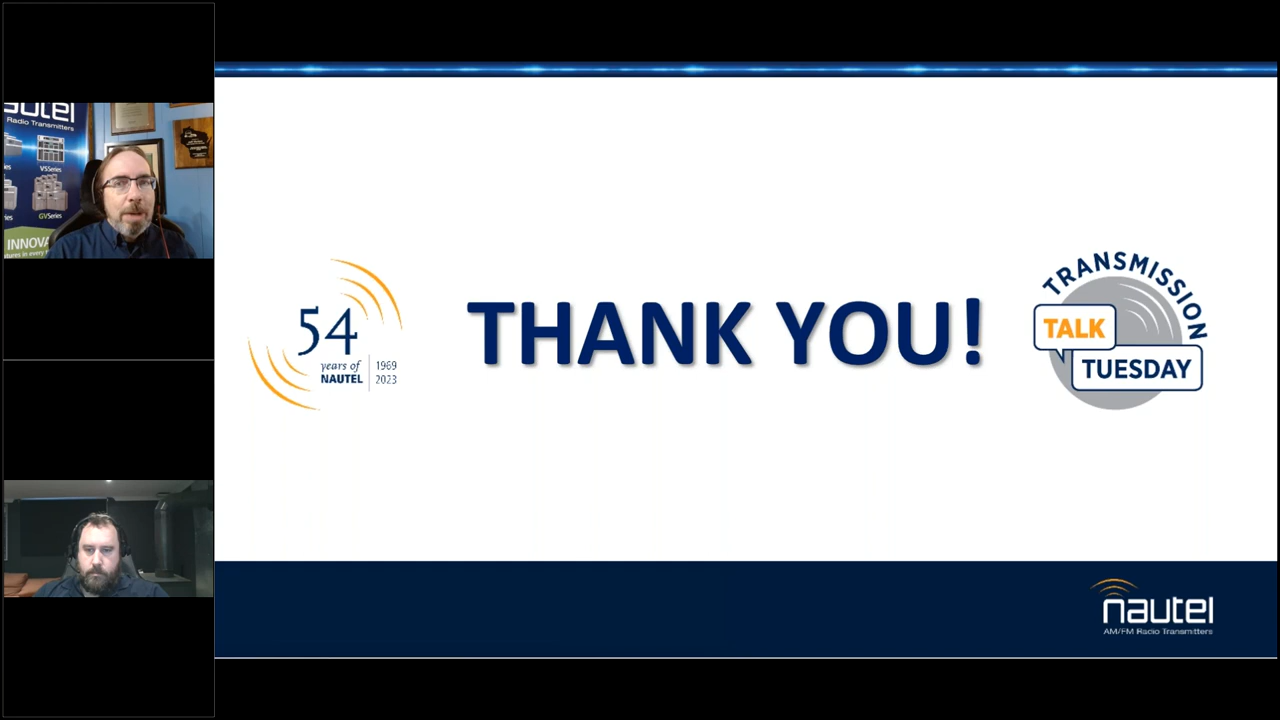 nautel
Radio Transmitters
VSSeries
GVSeries
INNOVA
54
years of
NAUTEL
1969
2023
THANK YOU!
TRANSMISSION
TALK
TUESDAY
nautel
AM/FM Radio Transmitters